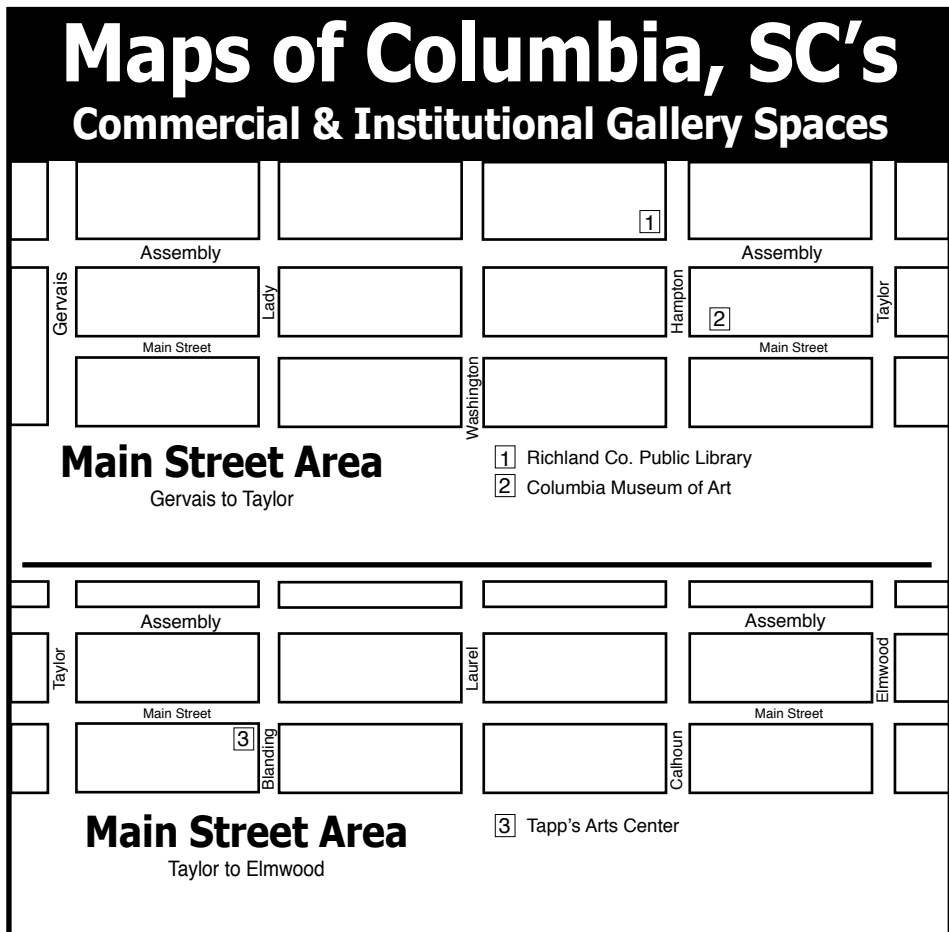 Maps of Columbia, SC’s
Commercial & Institutional Gallery Spaces
1
Assembly
Assembly
Gervais
Lady
Hampton
Taylor
2
Main Street
Main Street
Washington
Main Street Area
Gervais to Taylor
1 Richland Co. Public Library
2 Columbia Museum of Art
Assembly
Assembly
Taylor
Laurel
Elmwood
Main Street
Main Street
3
Blanding
Calhoun
Main Street Area
Taylor to Elmwood
3 Tapp’s Arts Center